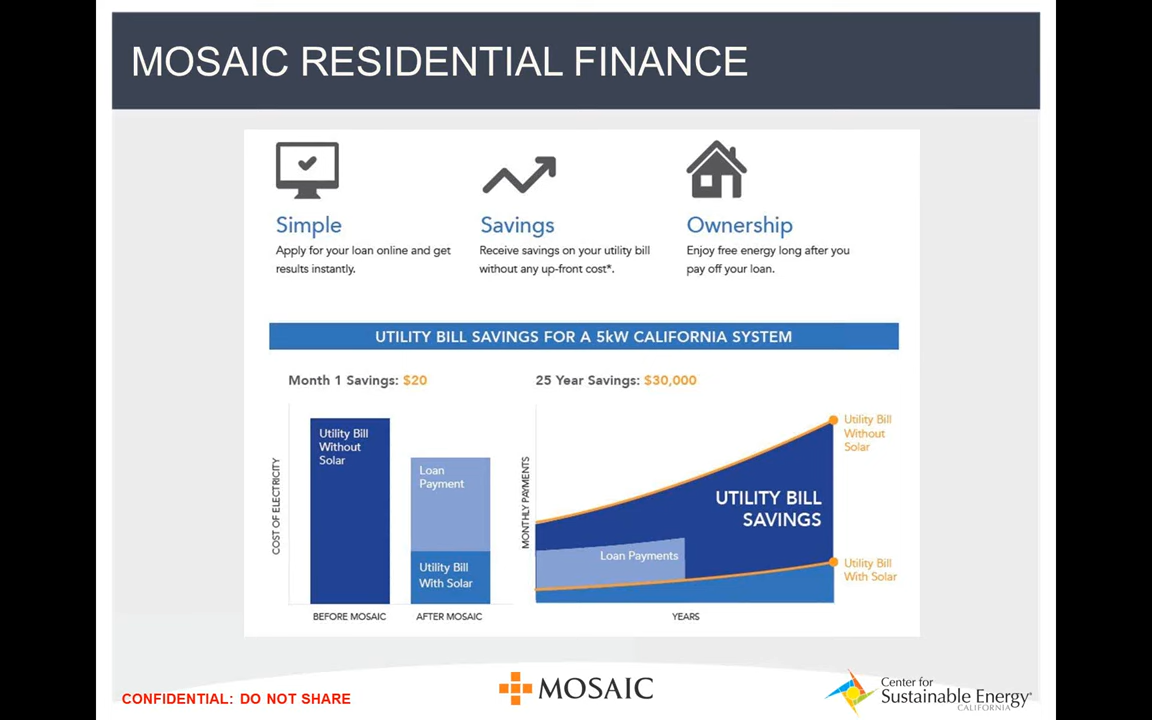 MOSAIC RESIDENTIAL FINANCE
Simple
Apply for your loan online and get
results instantly.
Savings
Receive savings on your utility bill
without any up-front cost*.
Ownership
Enjoy free energy long after you
pay off your loan.
UTILITY BILL SAVINGS FOR A 5kW CALIFORNIA SYSTEM
Month 1 Savings: $20
COST OF ELECTRICITY
Utility Bill
Without
Solar
Loan
Payment
Utility Bill
With Solar
BEFORE MOSAIC
AFTER MOSAIC
25 Year Savings: $30,000
MONTHLY PAYMENTS
UTILITY BILL
SAVINGS
Loan Payments
Utility Bill
Without
Solar
Utility Bill
With Solar
YEARS
CONFIDENTIAL: DO NOT SHARE
MOSAIC
Center for
Sustainable Energy
CALIFORNIA